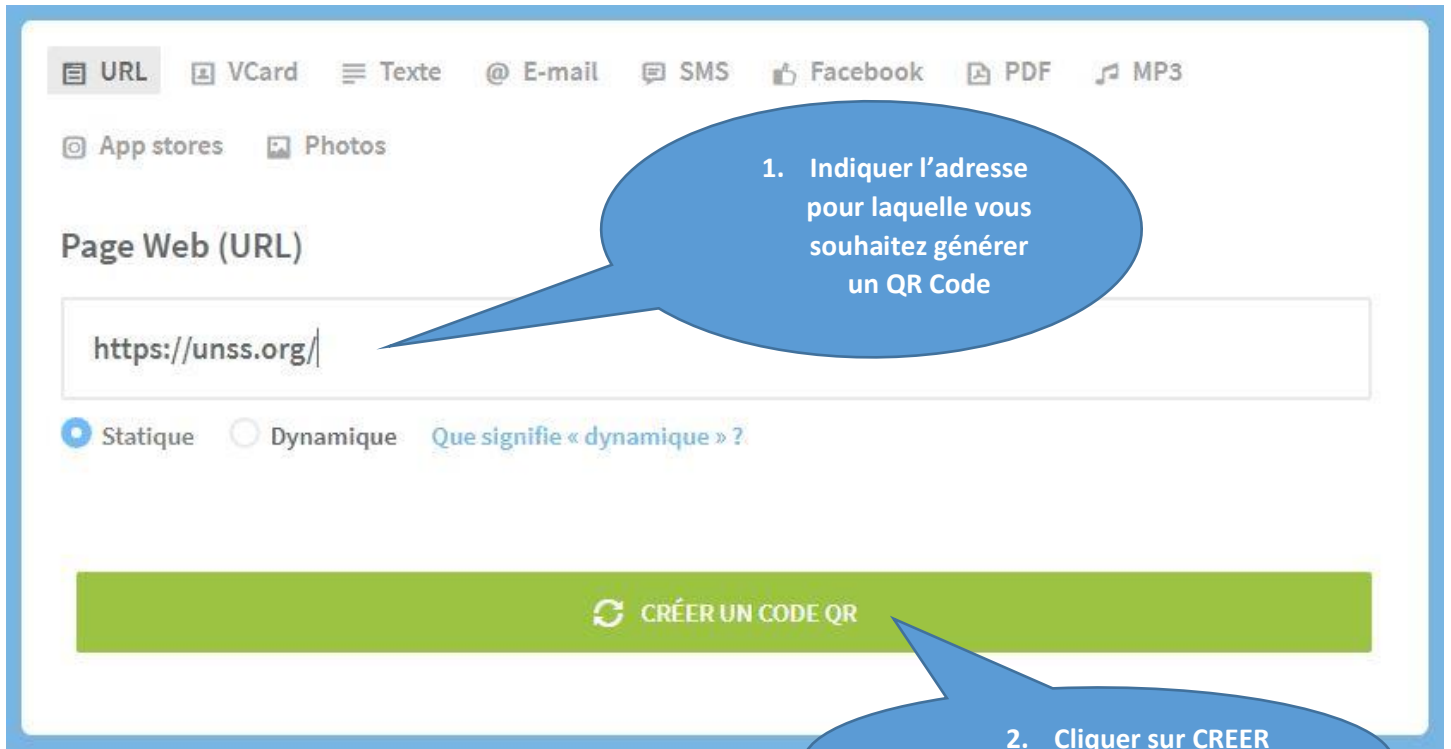 URL VCard Texte @ E-mail SMS Facebook PDF MP3
App stores Photos
1. Indiquer l’adresse
pour laquelle vous
souhaitez générer
un QR Code
Page Web (URL)
https://unss.org/
Statique Dynamique Que signifie « dynamique » ?
CRÉER UN CODE QR
2. Cliquer sur CREER